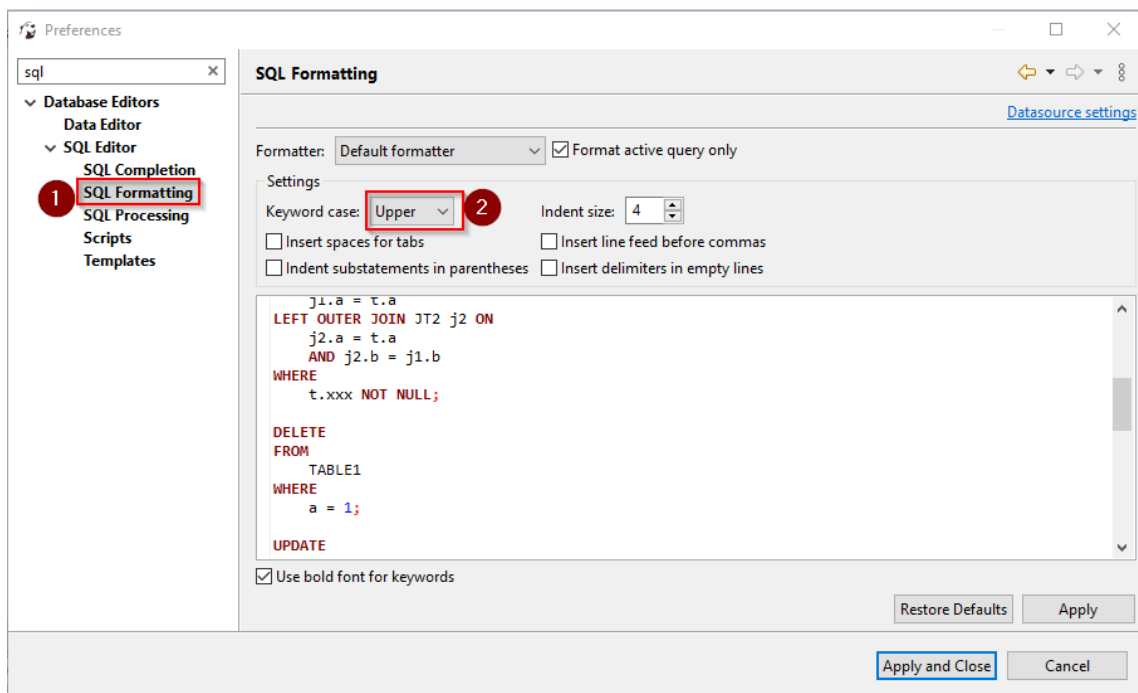 Preferences
sql
SQL Formatting
Datasource settings
Database Editors
Data Editor
SQL Editor
SQL Completion
1
SQL Formatting
SQL Processing
Scripts
Templates
Formatter: Default formatter Format active query only
Settings
Keyword case: Upper 2 Indent size: 4
Insert spaces for tabs Insert line feed before commas
Indent substatements in parentheses Insert delimiters in empty lines
j1.a = t.a
LEFT OUTER JOIN JT2 j2 ON
j2.a = t.a
AND j2.b = j1.b
WHERE
t.xxx NOT NULL;
DELETE
FROM
TABLE1
WHERE
a = 1;
UPDATE
Use bold font for keywords
Restore Defaults Apply
Apply and Close Cancel